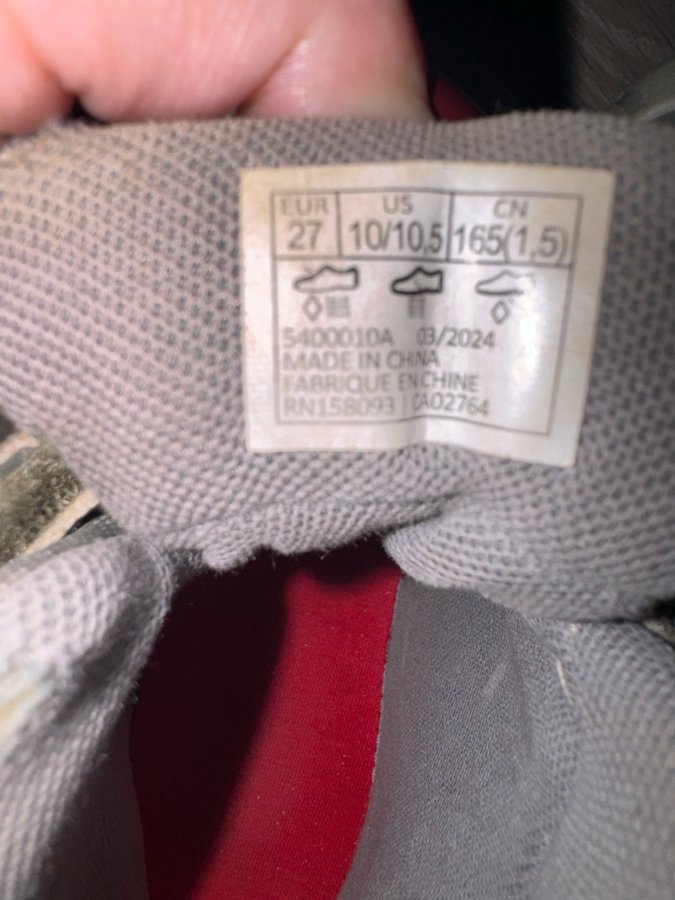 EUR US CN
27 10/10,5 165(1,5)
5400010A 03/2024
MADE IN CHINA
FABRIQUE EN CHINE
RN158093 | CA02764